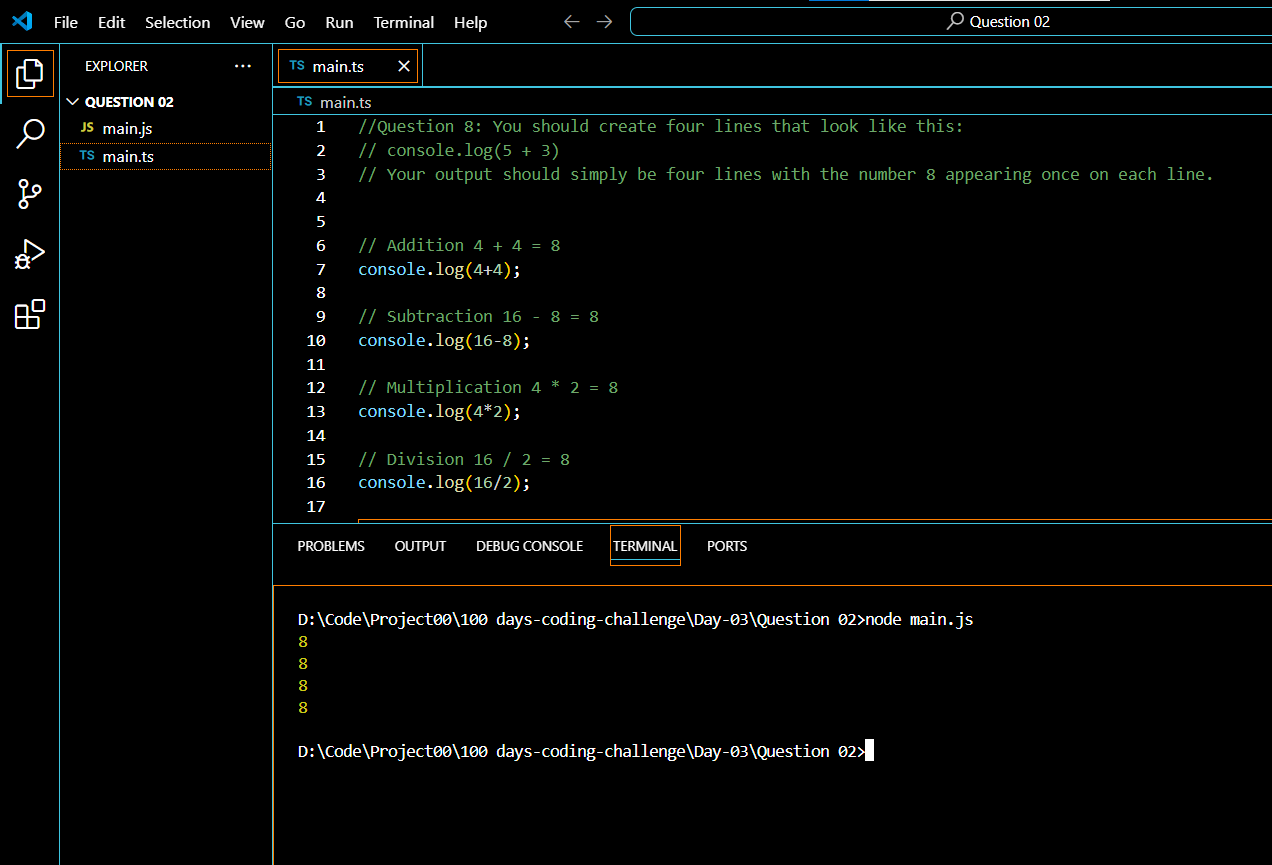 File Edit Selection View Go Run Terminal Help
Question 02
EXPLORER
QUESTION 02
JS main.js
TS main.ts
TS main.ts
TS main.ts
1 //Question 8: You should create four lines that look like this:
2 // console.log(5 + 3)
3 // Your output should simply be four lines with the number 8 appearing once on each line.
4
5
6 // Addition 4 + 4 = 8
7 console.log(4+4);
8
9 // Subtraction 16 - 8 = 8
10 console.log(16-8);
11
12 // Multiplication 4 * 2 = 8
13 console.log(4*2);
14
15 // Division 16 / 2 = 8
16 console.log(16/2);
17
PROBLEMS OUTPUT DEBUG CONSOLE TERMINAL PORTS
D:\Code\Project00\100 days-coding-challenge\Day-03\Question 02>node main.js
8
8
8
8
D:\Code\Project00\100 days-coding-challenge\Day-03\Question 02>